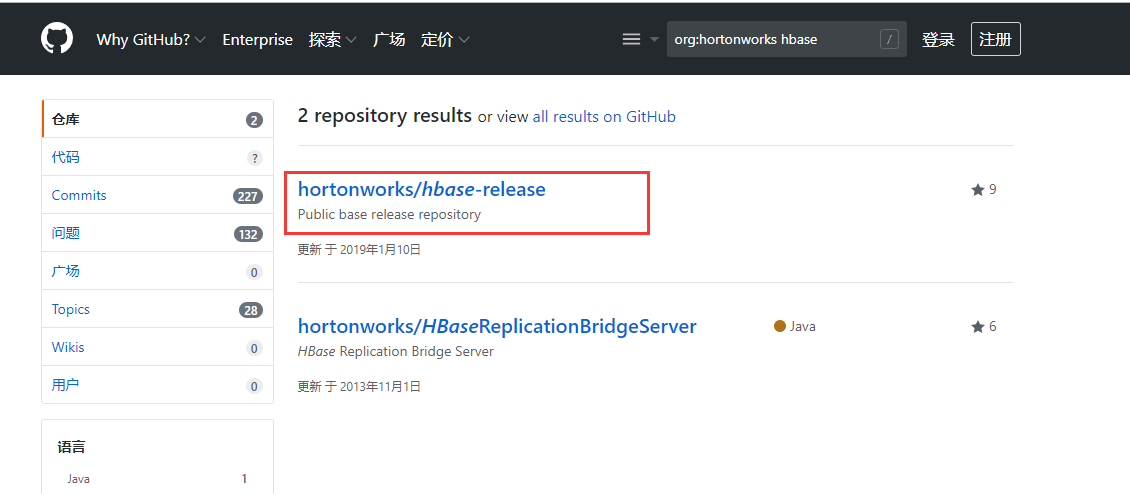 Why GitHub? Enterprise 探索 广场 定价 org:hortonworks hbase / 登录 注册
仓库 2
代码 ?
Commits 227
问题 132
广场 0
Topics 28
Wikis 0
用户 0
语言
Java 1
2 repository results or view all results on GitHub
hortonworks/hbase-release 9
Public base release repository
更新 于 2019年1月10日
hortonworks/HBaseReplicationBridgeServer Java 6
HBase Replication Bridge Server
更新 于 2013年11月1日